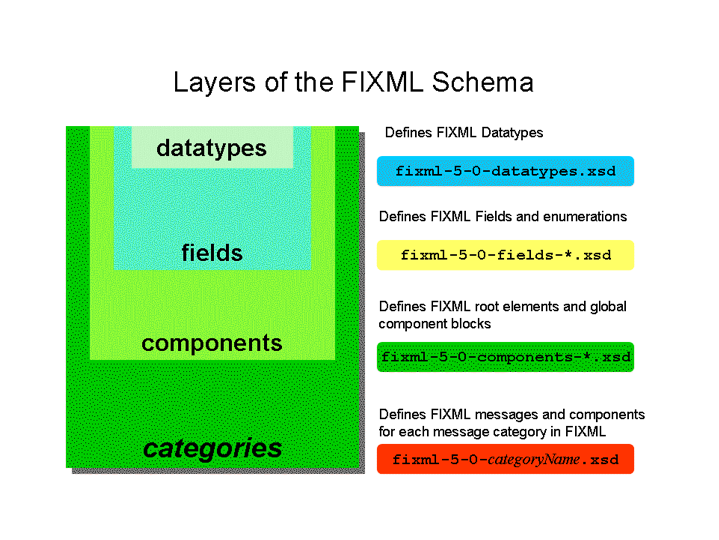 Layers of the FIXML Schema
datatypes
fields
components
categories
Defines FIXML Datatypes
fixml-5-0-datatypes.xsd
Defines FIXML Fields and enumerations
fixml-5-0-fields-*.xsd
Defines FIXML root elements and global
component blocks
fixml-5-0-components-*.xsd
Defines FIXML messages and components
for each message category in FIXML
fixml-5-0-categoryName.xsd